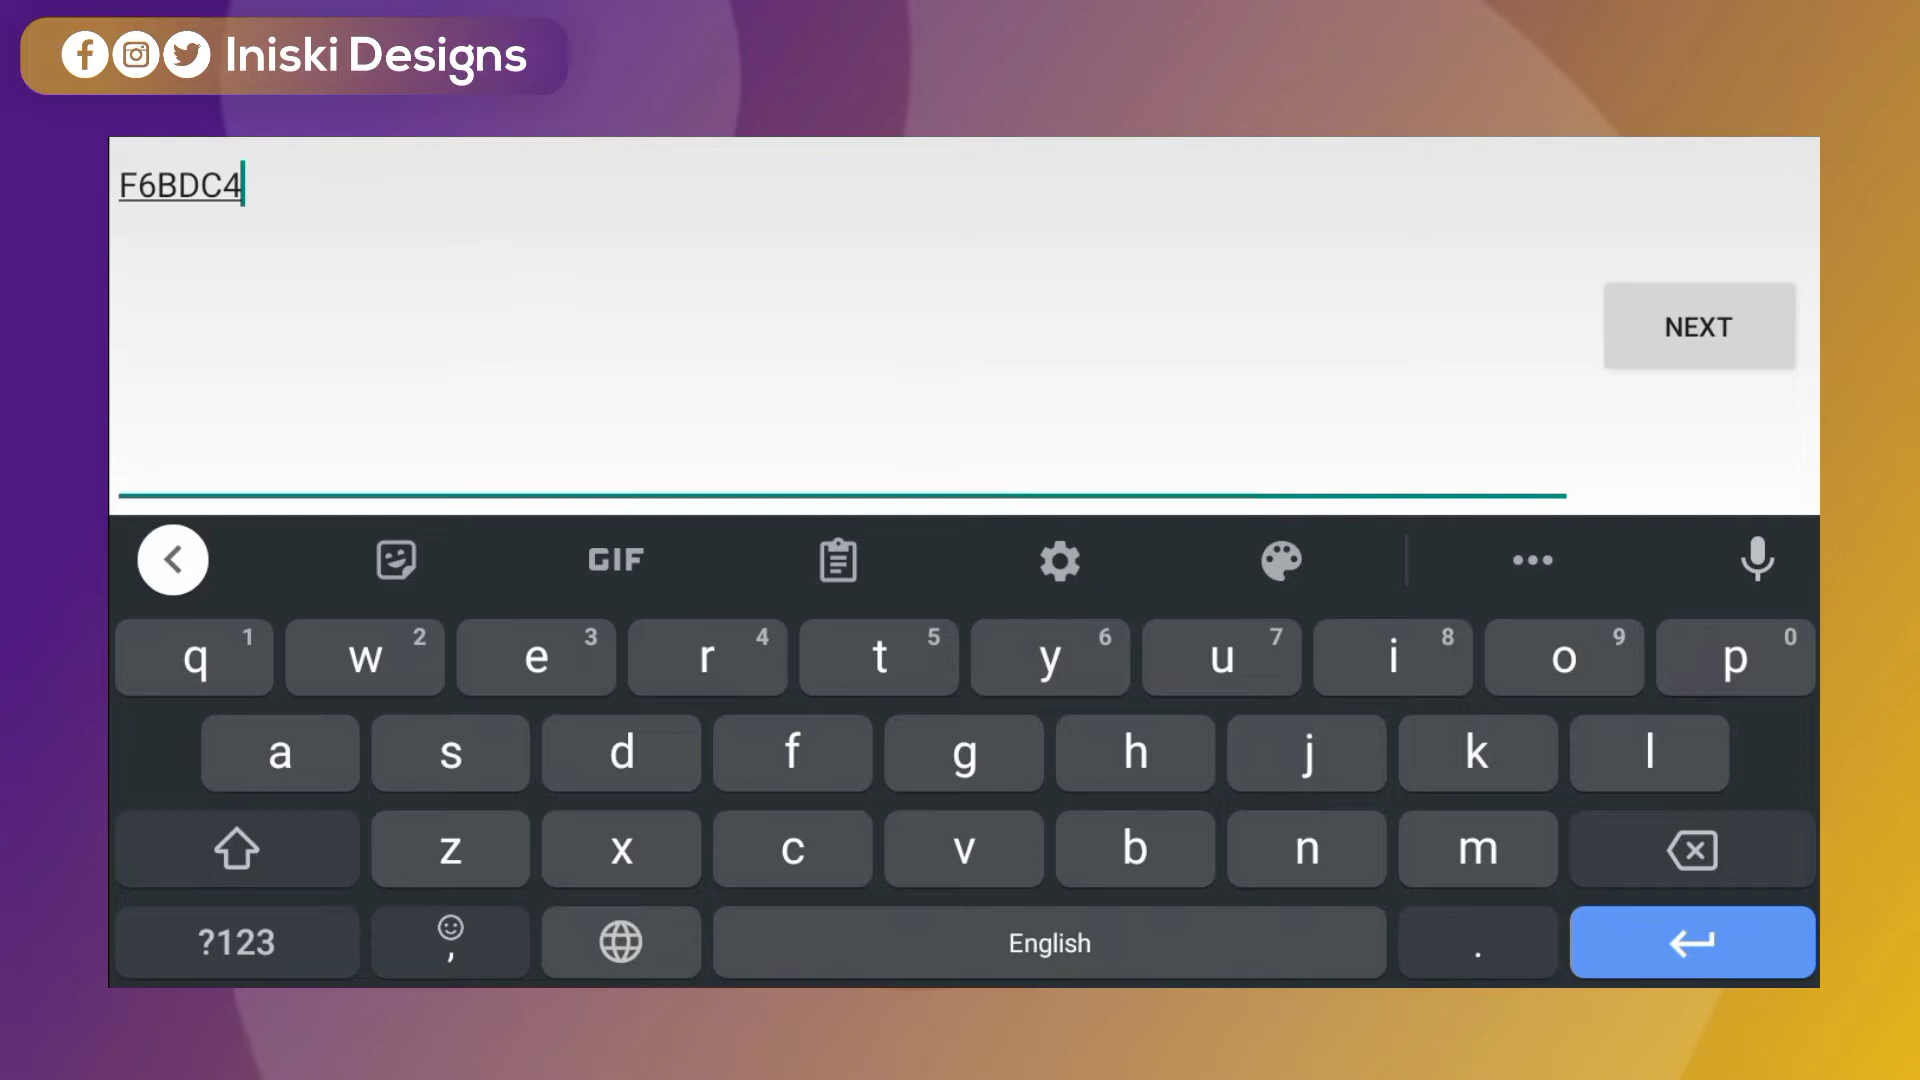 Iniski Designs
F6BDC4
NEXT
GIF
q 1 w 2 e 3 r 4 t 5 y 6 u 7 i 8 o 9 p 0
a s d f g h j k l
z x c v b n m
?123 , English .